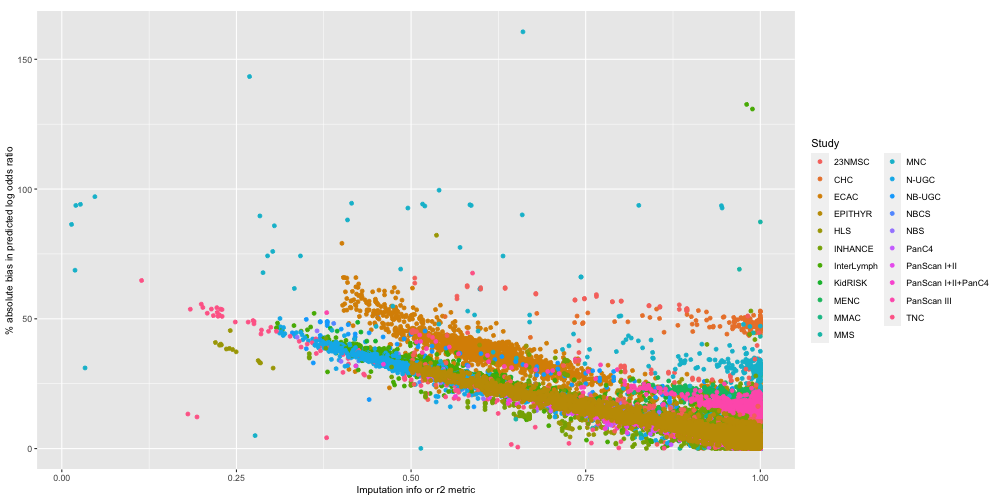 % absolute bias in predicted log odds ratio
150
100
50
0
0.00 0.25 0.50 0.75 1.00
Imputation info or r2 metric
Study
23NMSC MNC
CHC N-UGC
ECAC NB-UGC
EPITHYR NBCS
HLS NBS
INHANCE PanC4
InterLymph PanScan I+II
KidRISK PanScan I+II+PanC4
MENC PanScan III
MMAC TNC
MMS